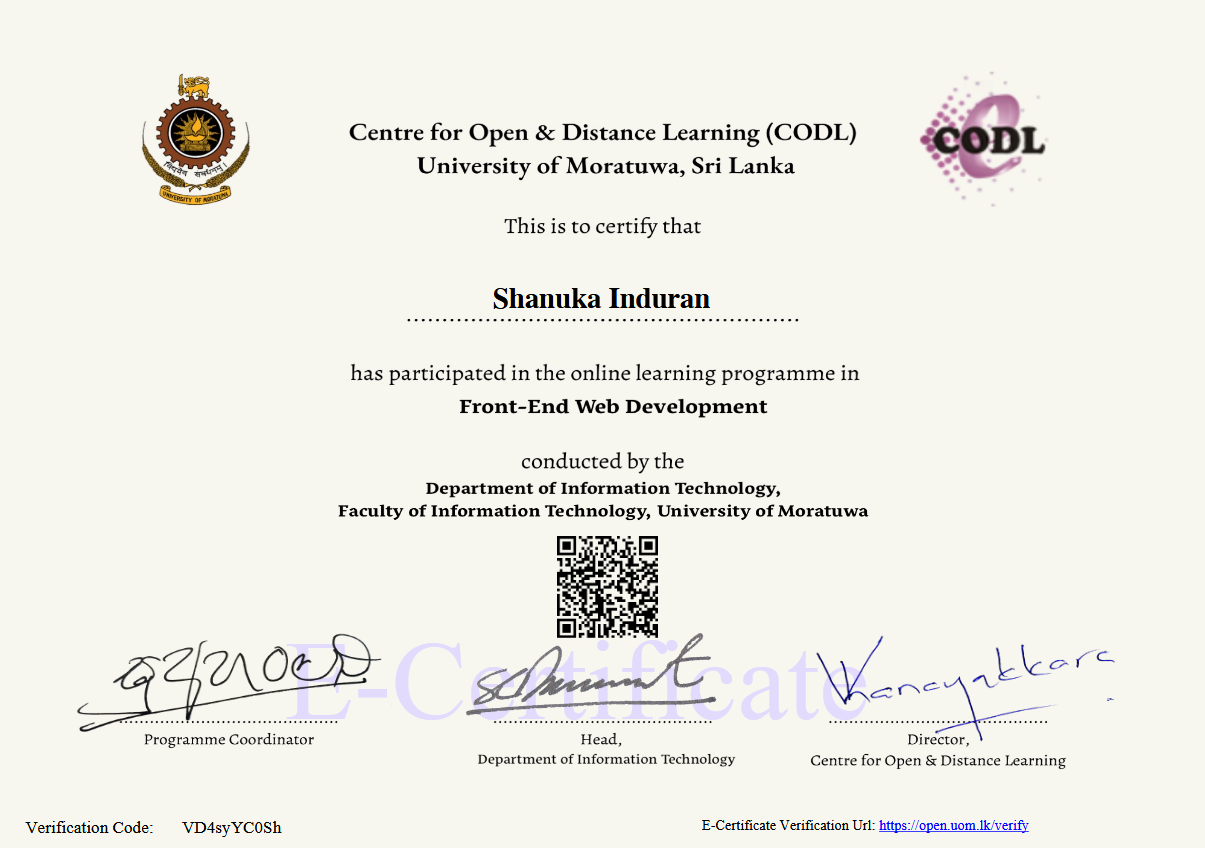 Centre for Open & Distance Learning (CODL)
University of Moratuwa, Sri Lanka
CODL
UNIVERSITY OF MORATUWA
This is to certify that
Shanuka Induran
has participated in the online learning programme in
Front-End Web Development
conducted by the
Department of Information Technology,
Faculty of Information Technology, University of Moratuwa
E-Certificate
Programme Coordinator
Head,
Department of Information Technology
Director,
Centre for Open & Distance Learning
Verification Code: VD4syYC0Sh
E-Certificate Verification Url: https://open.uom.lk/verify